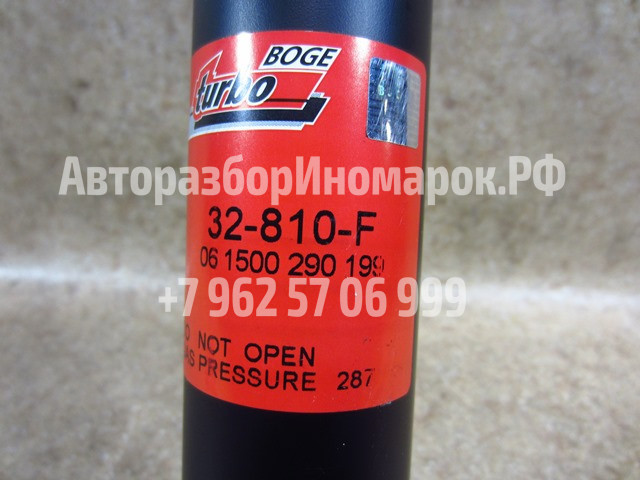 BOGE
turbo
АвторазборИномарок.РФ
32-810-F
06 1500 290 199
+7 962 57 06 999
NOT OPEN
PRESSURE 287